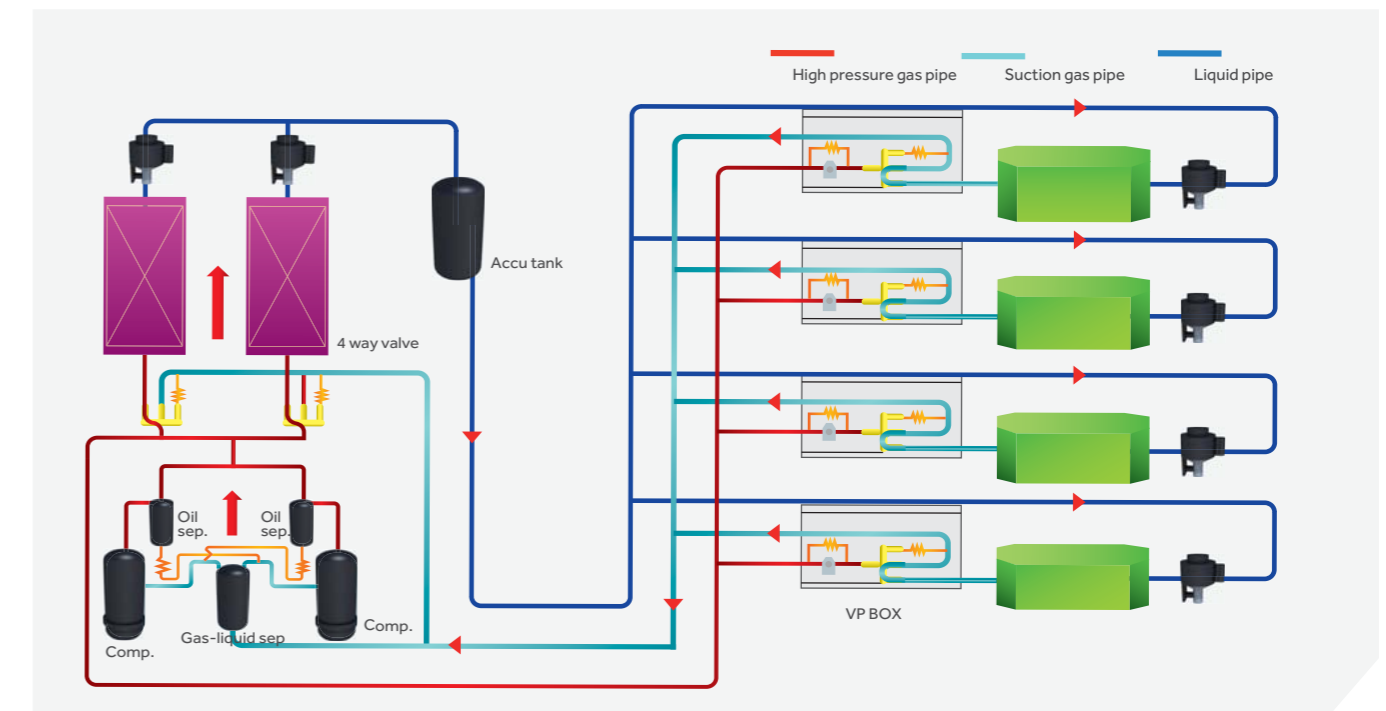 High pressure gas pipe
Suction gas pipe
Liquid pipe
Accu tank
4 way valve
Oil
sep.
Oil
sep.
Comp.
Gas-liquid sep
Comp.
VP BOX